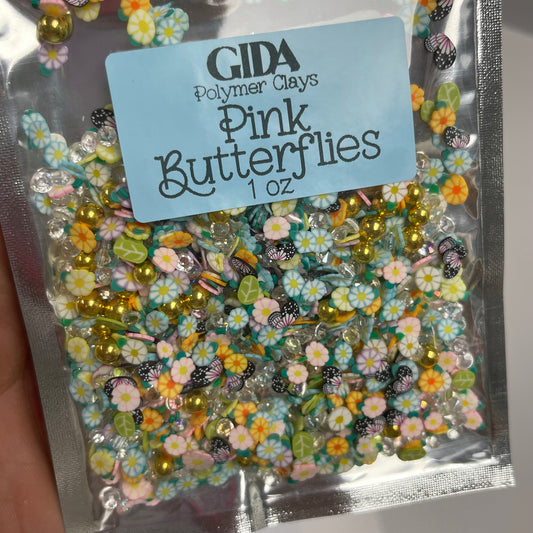 GIDA
Polymer Clays
Pink
Butterflies
1 oz